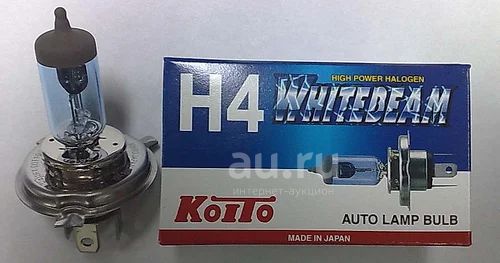 HIGH POWER HALOGEN
H4 WHITEBEAM
au.ru
интернет-аукцион
KOITO
AUTO LAMP BULB
MADE IN JAPAN